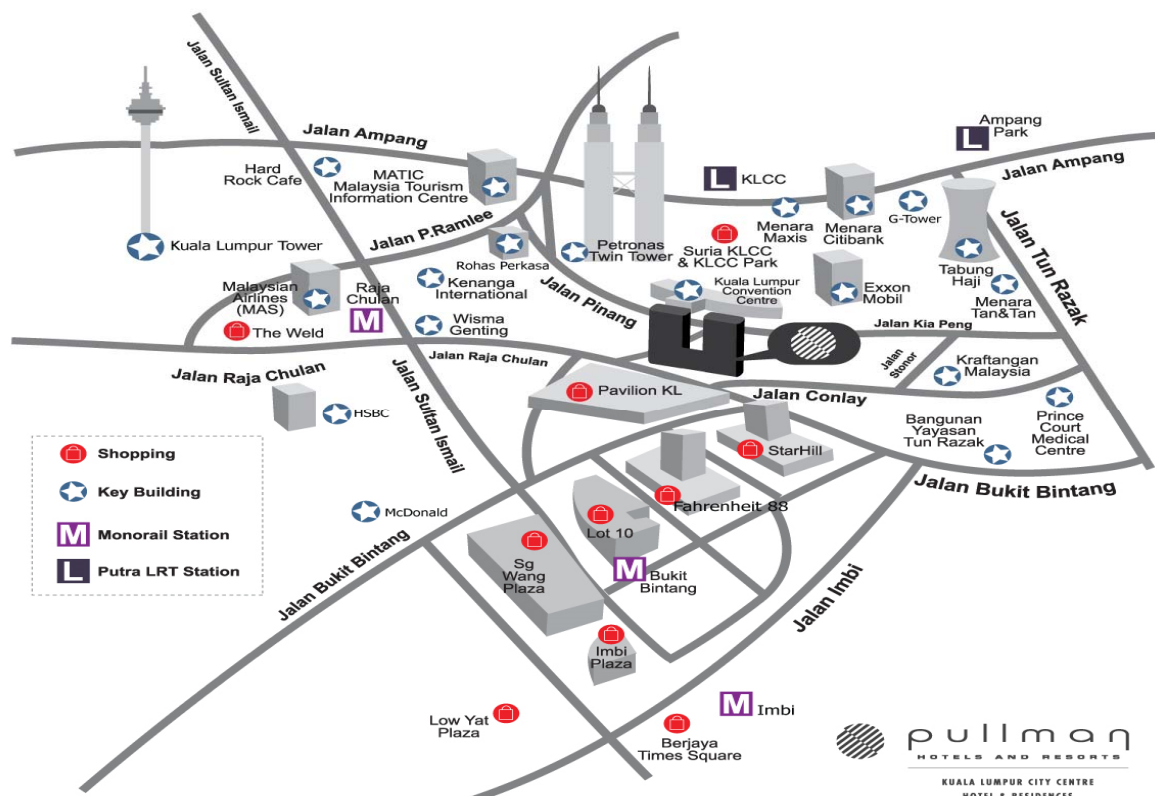 Jalan Sultan Ismail
Jalan Ampang
Hard
Rock Cafe
MATIC
Malaysia Tourism
Information Centre
Kuala Lumpur Tower
Jalan P.Ramlee
Rohas Perkasa
Petronas
Twin Tower
L
KLCC
Suria KLCC
& KLCC Park
Menara
Maxis
Menara
Citibank
G-Tower
L
Ampang
Park
Jalan Ampang
Tabung
Haji
Menara
Tan&Tan
Jalan Tun Razak
Malaysian
Airlines
(MAS)
The Weld
Raja
Chulan
M
Kenanga
International
Wisma
Genting
Jalan Pinang
Kuala Lumpur
Convention
Centre
Exxon
Mobil
Jalan Kia Peng
Jalan Raja Chulan
Jalan Raja Chulan
Jalan Sultan Ismail
Pavilion KL
Jalan Conlay
Jalan
Stonor
Kraftangan
Malaysia
Bangunan
Yayasan
Tun Razak
Prince
Court
Medical
Centre
Jalan Bukit Bintang
HSBC
StarHill
Fahrenheit 88
Lot 10
McDonald
Sg
Wang
Plaza
M
Bukit
Bintang
Jalan Bukit Bintang
Imbi
Plaza
Jalan Imbi
Low Yat
Plaza
Berjaya
Times Square
M
Imbi
Shopping
Key Building
M Monorail Station
L Putra LRT Station
pullman
HOTELS AND RESORTS
KUALA LUMPUR CITY CENTRE
HOTEL & RESIDENCES